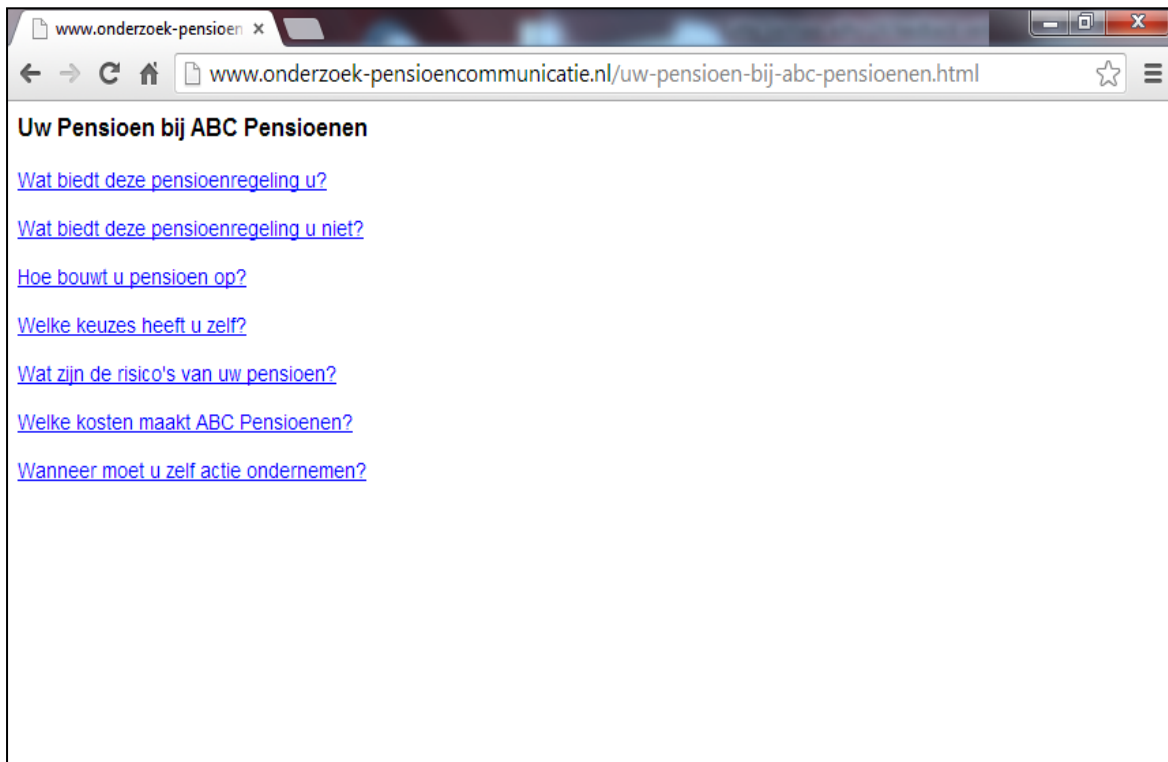 www.onderzoek-pensioen
www.onderzoek-pensioencommunicatie.nl/uw-pensioen-bij-abc-pensioenen.html
Uw Pensioen bij ABC Pensioenen
Wat biedt deze pensioenregeling u?
Wat biedt deze pensioenregeling u niet?
Hoe bouwt u pensioen op?
Welke keuzes heeft u zelf?
Wat zijn de risico's van uw pensioen?
Welke kosten maakt ABC Pensioenen?
Wanneer moet u zelf actie ondernemen?